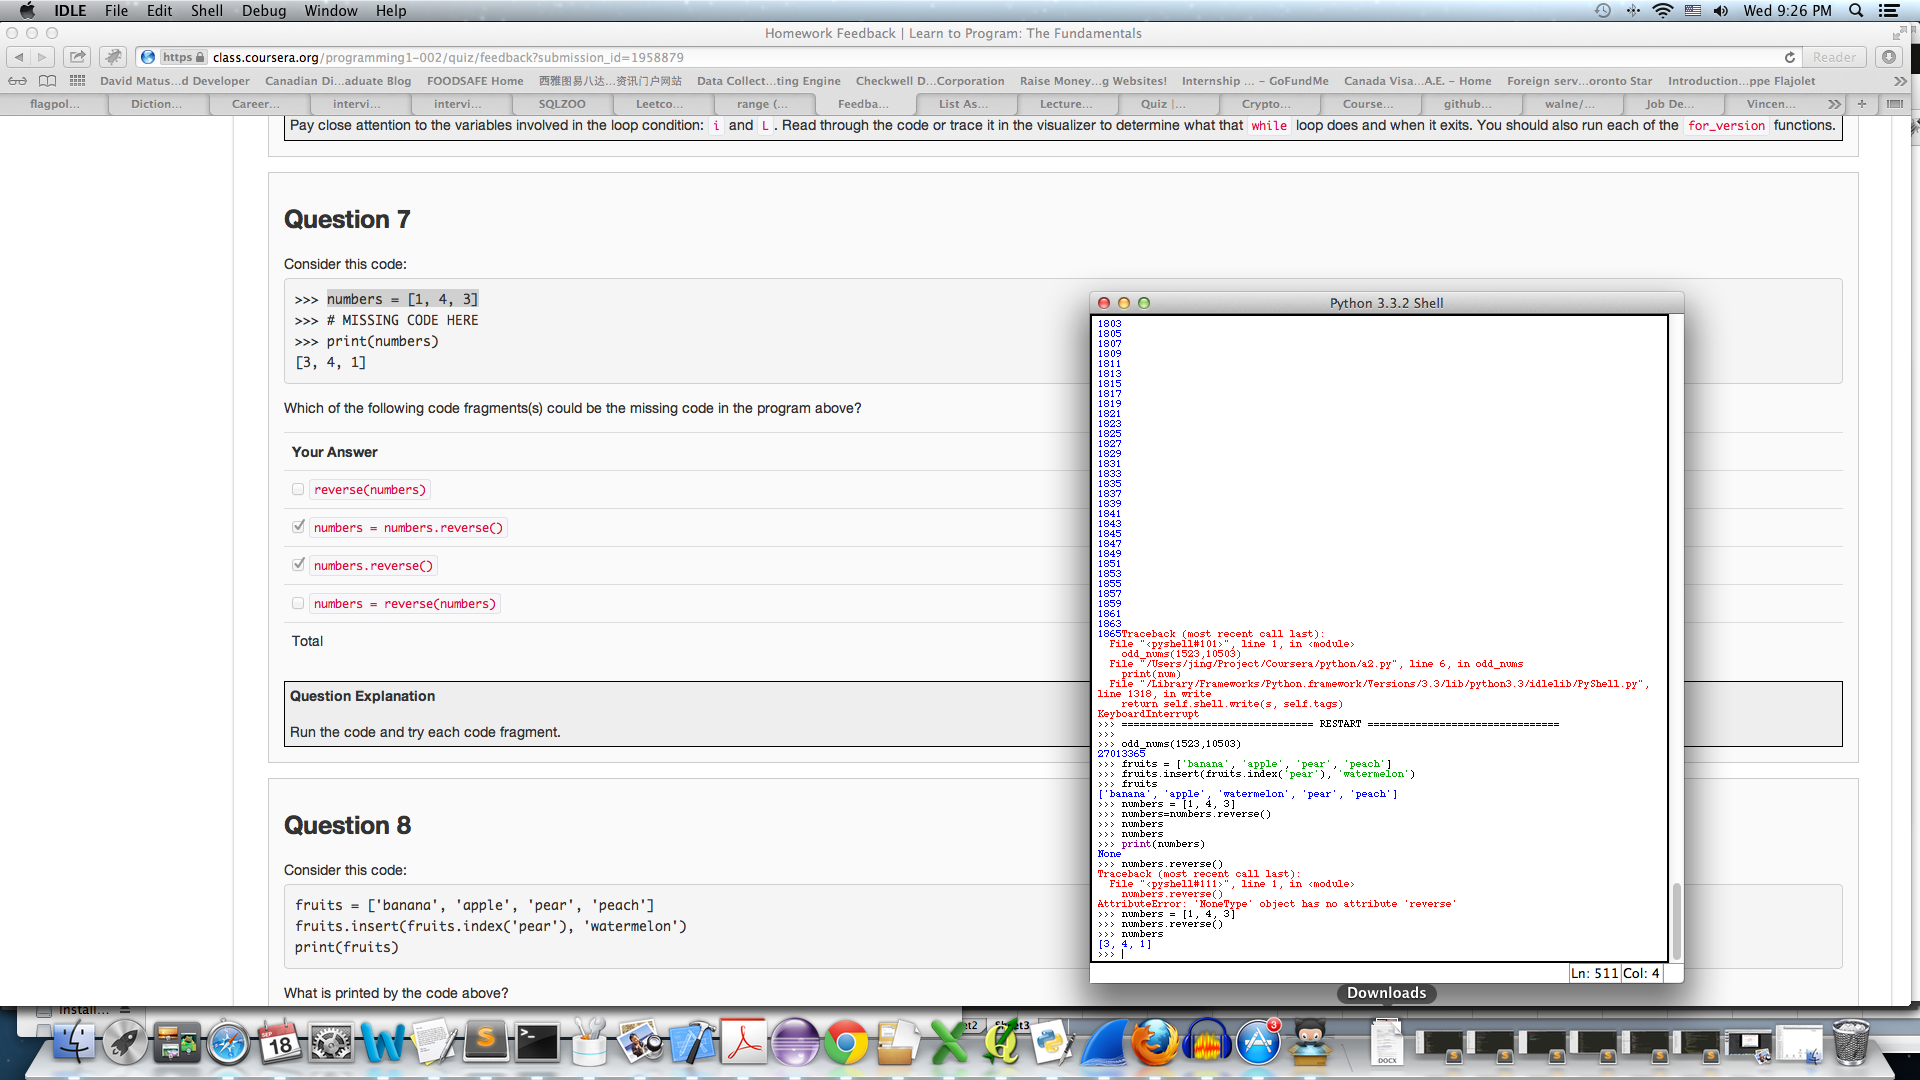 IDLE File Edit Shell Debug Window Help Wed 9:26 PM
Homework Feedback | Learn to Program: The Fundamentals
https class.coursera.org/programming1-002/quiz/feedback?submission_id=1958879 Reader
David Matus...d Developer Canadian Di...aduate Blog FOODSAFE Home 西雅图易八达...资讯门户网站 Data Collect...ting Engine Checkwell D...Corporation Raise Money...g Websites! Internship ... – GoFundMe Canada Visa...A.E. – Home Foreign serv...oronto Star Introduction...ppe Flajolet
flagpol... Diction... Career... intervi... intervi... SQLZOO Leetco... range (... Feedba... List As... Lecture... Quiz |... Crypto... Course... github... walne/... Job De... Vincen...
Pay close attention to the variables involved in the loop condition: i and L . Read through the code or trace it in the visualizer to determine what that while loop does and when it exits. You should also run each of the for_version functions.
Question 7
Consider this code:
>>> numbers = [1, 4, 3]
>>> # MISSING CODE HERE
>>> print(numbers)
[3, 4, 1]
Which of the following code fragments(s) could be the missing code in the program above?
Your Answer
reverse(numbers)
numbers = numbers.reverse()
numbers.reverse()
numbers = reverse(numbers)
Total
Question Explanation
Run the code and try each code fragment.
Question 8
Consider this code:
fruits = ['banana', 'apple', 'pear', 'peach']
fruits.insert(fruits.index('pear'), 'watermelon')
print(fruits)
What is printed by the code above?
Python 3.3.2 Shell
1803
1805
1807
1809
1811
1813
1815
1817
1819
1821
1823
1825
1827
1829
1831
1833
1835
1837
1839
1841
1843
1845
1847
1849
1851
1853
1855
1857
1859
1861
1863
1865Traceback (most recent call last):
File "<pyshell#101>", line 1, in <module>
odd_nums(1523,10503)
File "/Users/jing/Project/Coursera/python/a2.py", line 6, in odd_nums
print(num)
File "/Library/Frameworks/Python.framework/Versions/3.3/lib/python3.3/idlelib/PyShell.py",
line 1318, in write
return self.shell.write(s, self.tags)
KeyboardInterrupt
>>> ================================ RESTART ================================
>>>
>>> odd_nums(1523,10503)
27013365
>>> fruits = ['banana', 'apple', 'pear', 'peach']
>>> fruits.insert(fruits.index('pear'), 'watermelon')
>>> fruits
['banana', 'apple', 'watermelon', 'pear', 'peach']
>>> numbers = [1, 4, 3]
>>> numbers=numbers.reverse()
>>> numbers
>>> numbers
>>> print(numbers)
None
>>> numbers.reverse()
Traceback (most recent call last):
File "<pyshell#111>", line 1, in <module>
numbers.reverse()
AttributeError: 'NoneType' object has no attribute 'reverse'
>>> numbers = [1, 4, 3]
>>> numbers.reverse()
>>> numbers
[3, 4, 1]
>>>
Ln: 511 Col: 4
Downloads
Install...
SEP
18
3
DOCX